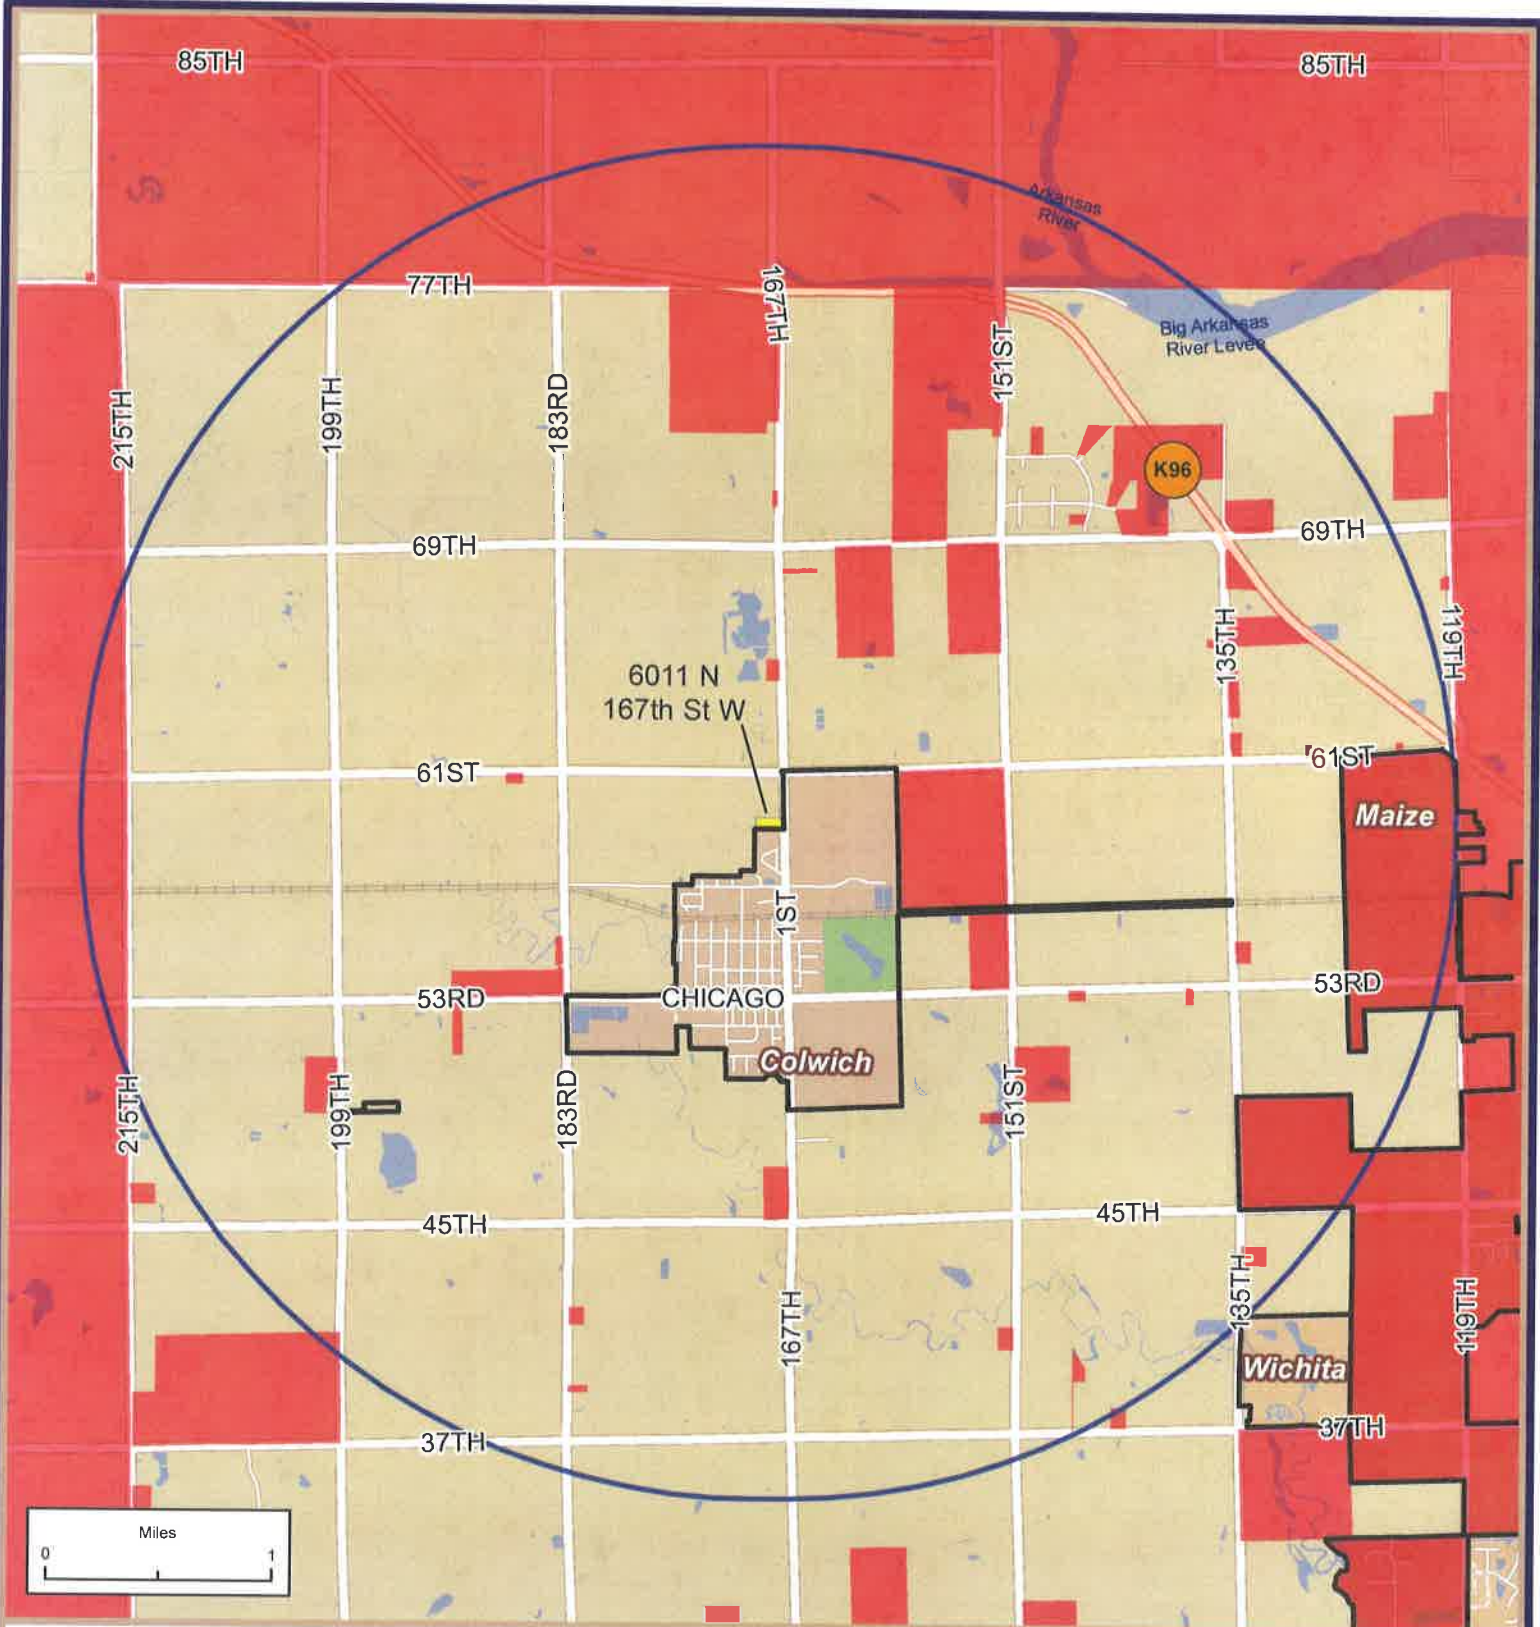 85TH
85TH
Arkansas
River
77TH
167TH
Big Arkansas
River Levee
151ST
215TH
199TH
183RD
K96
69TH
69TH
135TH
119TH
6011 N
167th St W
61ST
61ST
Maize
1ST
53RD
CHICAGO
53RD
Colwich
215TH
199TH
183RD
151ST
45TH
45TH
135TH
167TH
119TH
Wichita
37TH
37TH
Miles
0 1